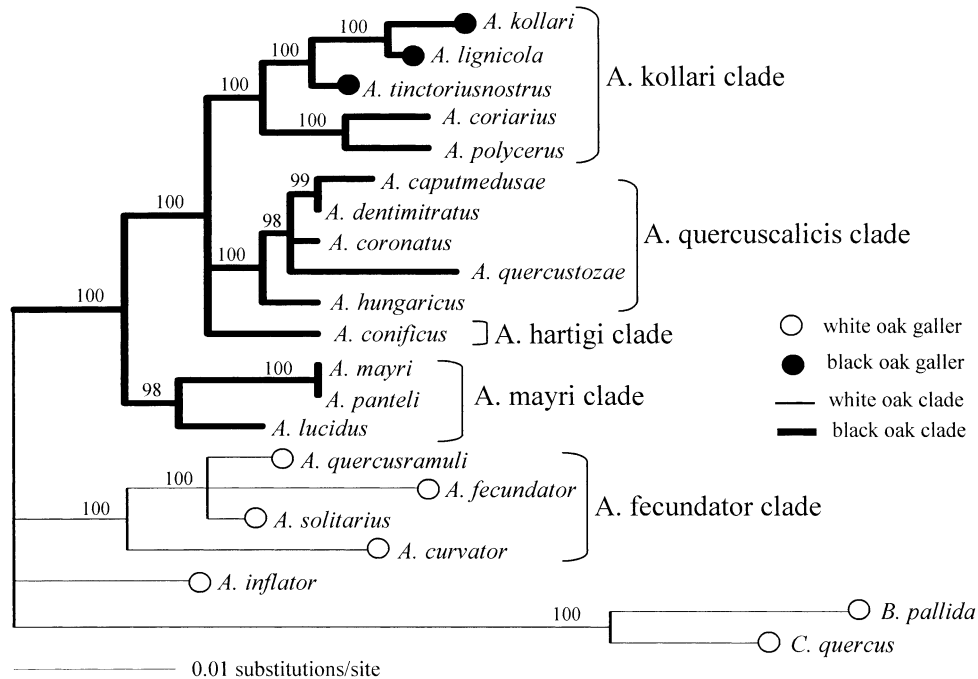 100
A. kollari
100
A. lignicola
100
A. tinctoriusnostrus
A. kollari clade
100
A. coriarius
A. polycerus
99
A. caputmedusae
A. dentimitratus
100
98
A. coronatus
A. quercuscalicis clade
100
A. quercustozae
A. hungaricus
100
A. conificus
A. hartigi clade
100
A. mayri
98
A. panteli
A. mayri clade
A. lucidus
white oak galler
black oak galler
white oak clade
black oak clade
A. quercusramuli
100
A. fecundator
100
A. solitarius
A. fecundator clade
A. curvator
A. inflator
100
B. pallida
C. quercus
0.01 substitutions/site